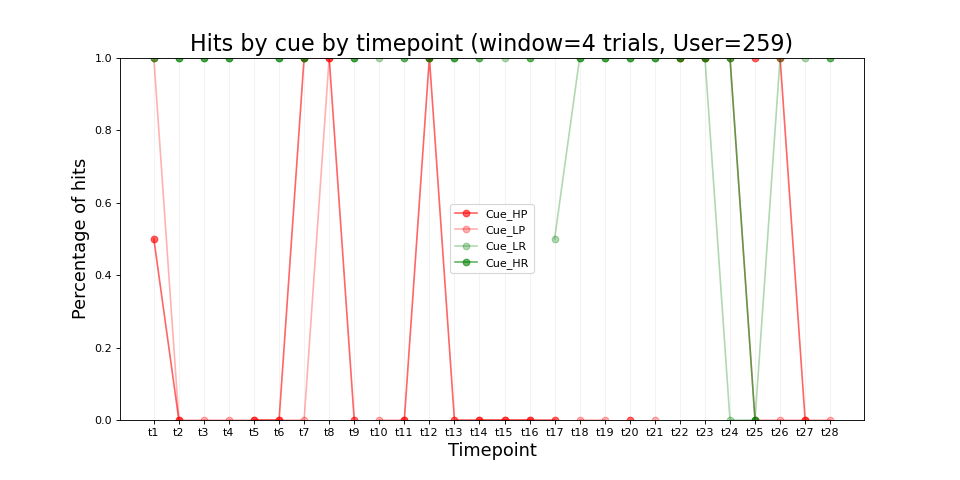 Hits by cue by timepoint (window=4 trials, User=259)
Percentage of hits
1.0
0.8
0.6
0.4
0.2
0.0
Cue_HP
Cue_LP
Cue_LR
Cue_HR
t1 t2 t3 t4 t5 t6 t7 t8 t9 t10 t11 t12 t13 t14 t15 t16 t17 t18 t19 t20 t21 t22 t23 t24 t25 t26 t27 t28
Timepoint